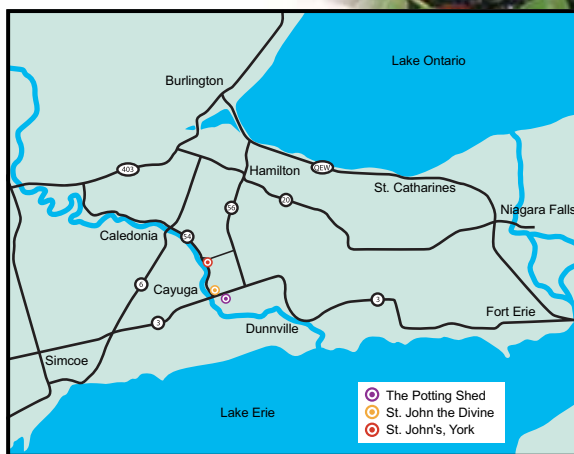 Lake Ontario
Burlington
403
Hamilton
QEW
St. Catharines
56
20
Niagara Falls
Caledonia
54
6
Cayuga
3
3
Fort Erie
Dunnville
Simcoe
Lake Erie
The Potting Shed
St. John the Divine
St. John's, York